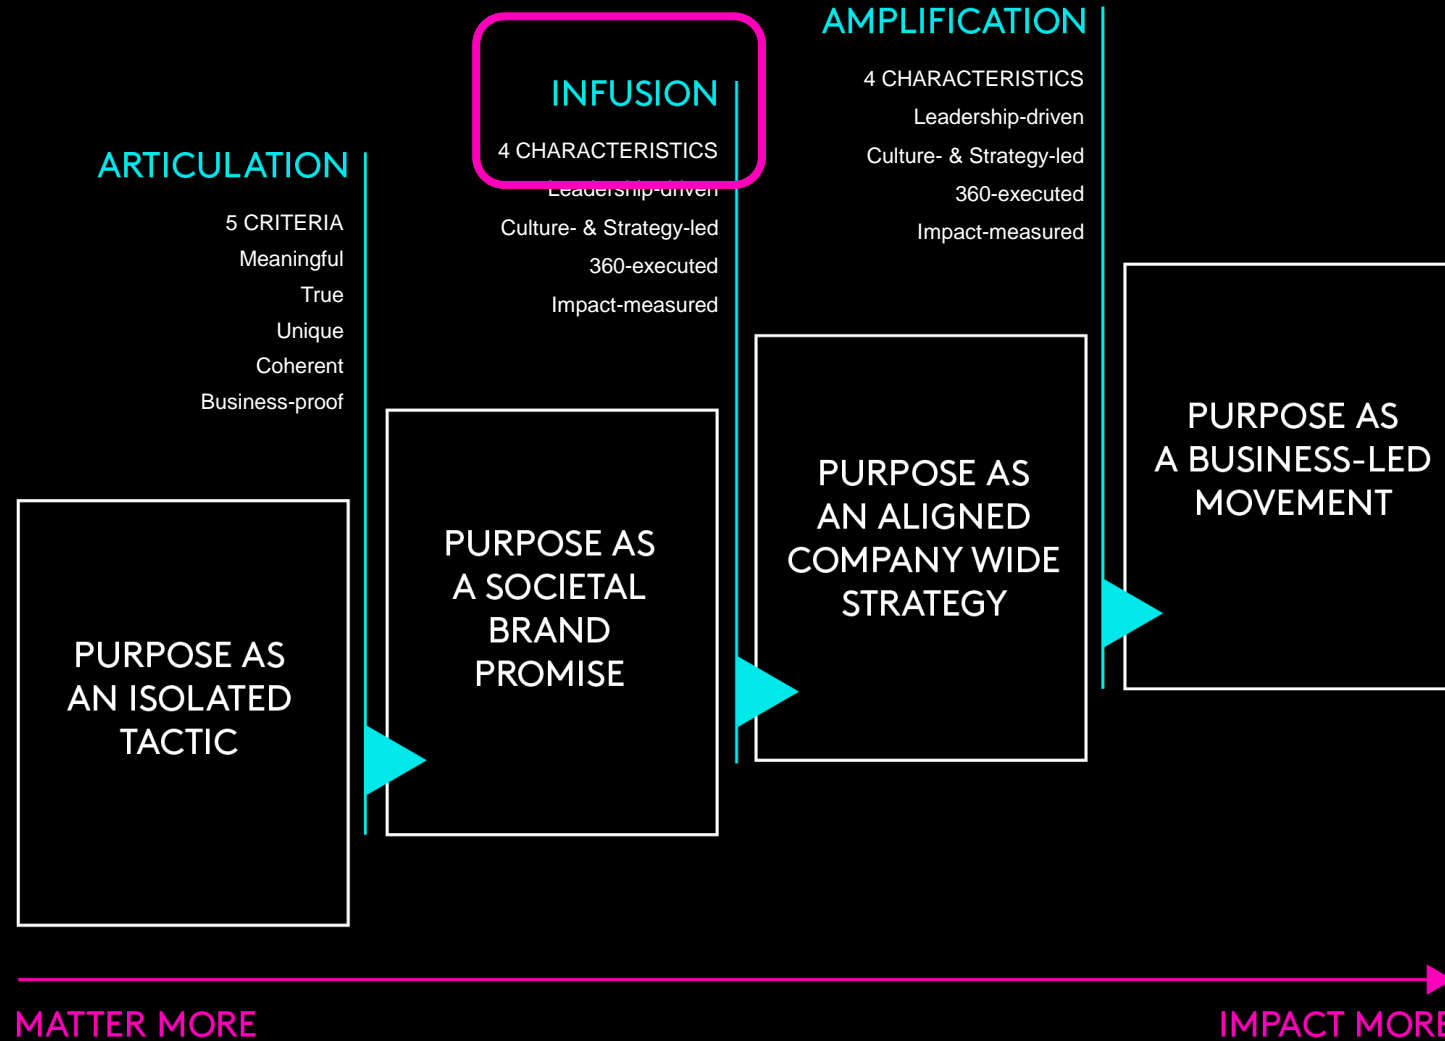 ARTICULATION
5 CRITERIA
Meaningful
True
Unique
Coherent
Business-proof
INFUSION
4 CHARACTERISTICS
Leadership-driven
Culture- & Strategy-led
360-executed
Impact-measured
AMPLIFICATION
4 CHARACTERISTICS
Leadership-driven
Culture- & Strategy-led
360-executed
Impact-measured
PURPOSE AS
AN ISOLATED
TACTIC
PURPOSE AS
A SOCIETAL
BRAND
PROMISE
PURPOSE AS
AN ALIGNED
COMPANY WIDE
STRATEGY
PURPOSE AS
A BUSINESS-LED
MOVEMENT
MATTER MORE
IMPACT MORE